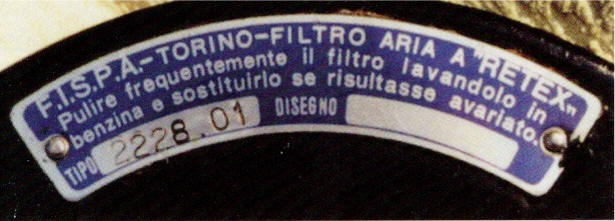 F.I.S.P.A.-TORINO-FILTRO ARIA A "RETEX"
Pulire frequentemente il filtro lavandolo in
benzina e sostituirlo se risultasse avariato.
TIPO 2228.01 DISEGNO